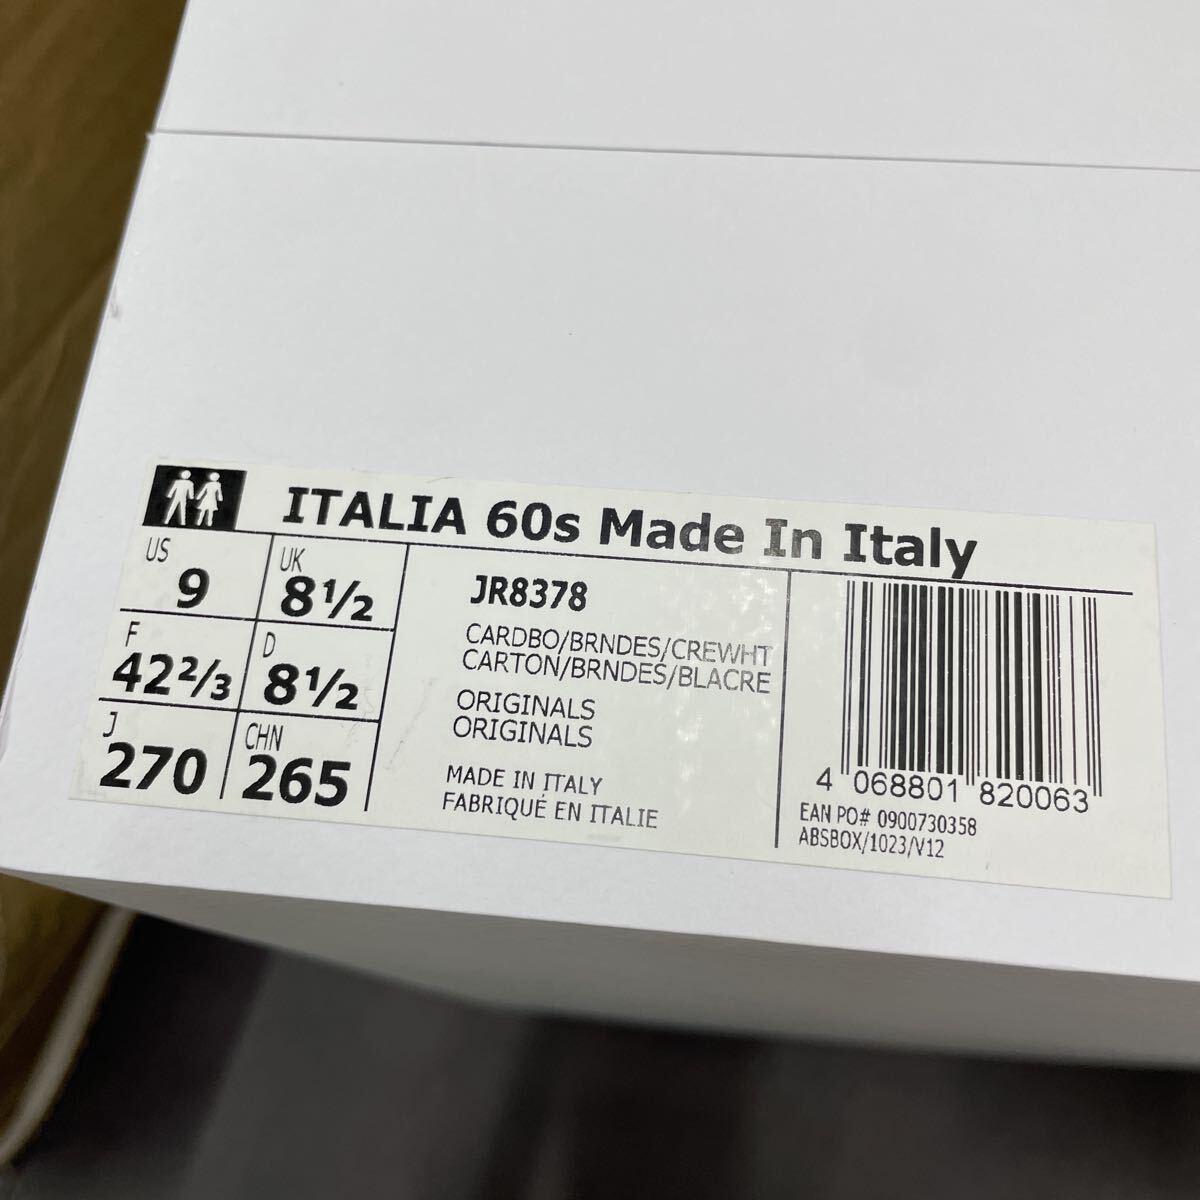 ITALIA 60s Made In Italy
US
9
UK
8½
F
42⅔
D
8½
J
270
CHN
265
JR8378
CARDBO/BRNDES/CREWHT
CARTON/BRNDES/BLACRE
ORIGINALS
ORIGINALS
MADE IN ITALY
FABRIQUÉ EN ITALIE
4 068801 820063
EAN PO# 0900730358
ABSBOX/1023/V12